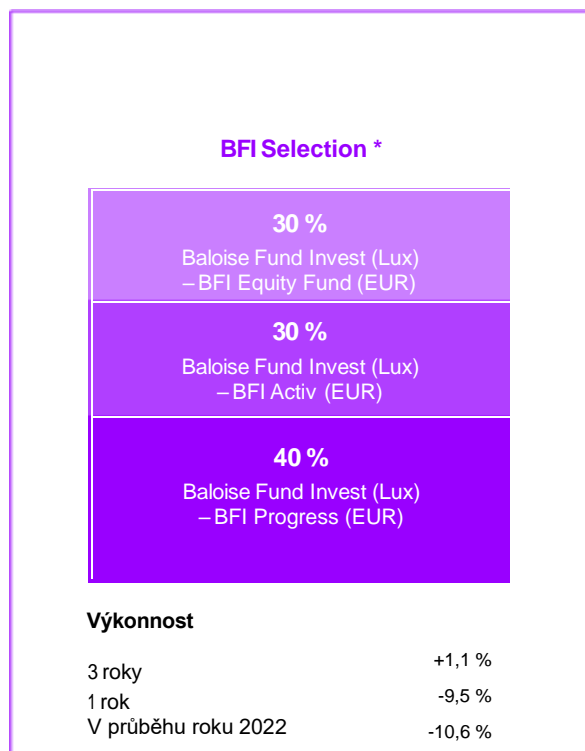 BFI Selection *
30 %
Baloise Fund Invest (Lux)
– BFI Equity Fund (EUR)
30 %
Baloise Fund Invest (Lux)
– BFI Activ (EUR)
40 %
Baloise Fund Invest (Lux)
– BFI Progress (EUR)
Výkonnost
3 roky +1,1 %
1 rok -9,5 %
V průběhu roku 2022 -10,6 %